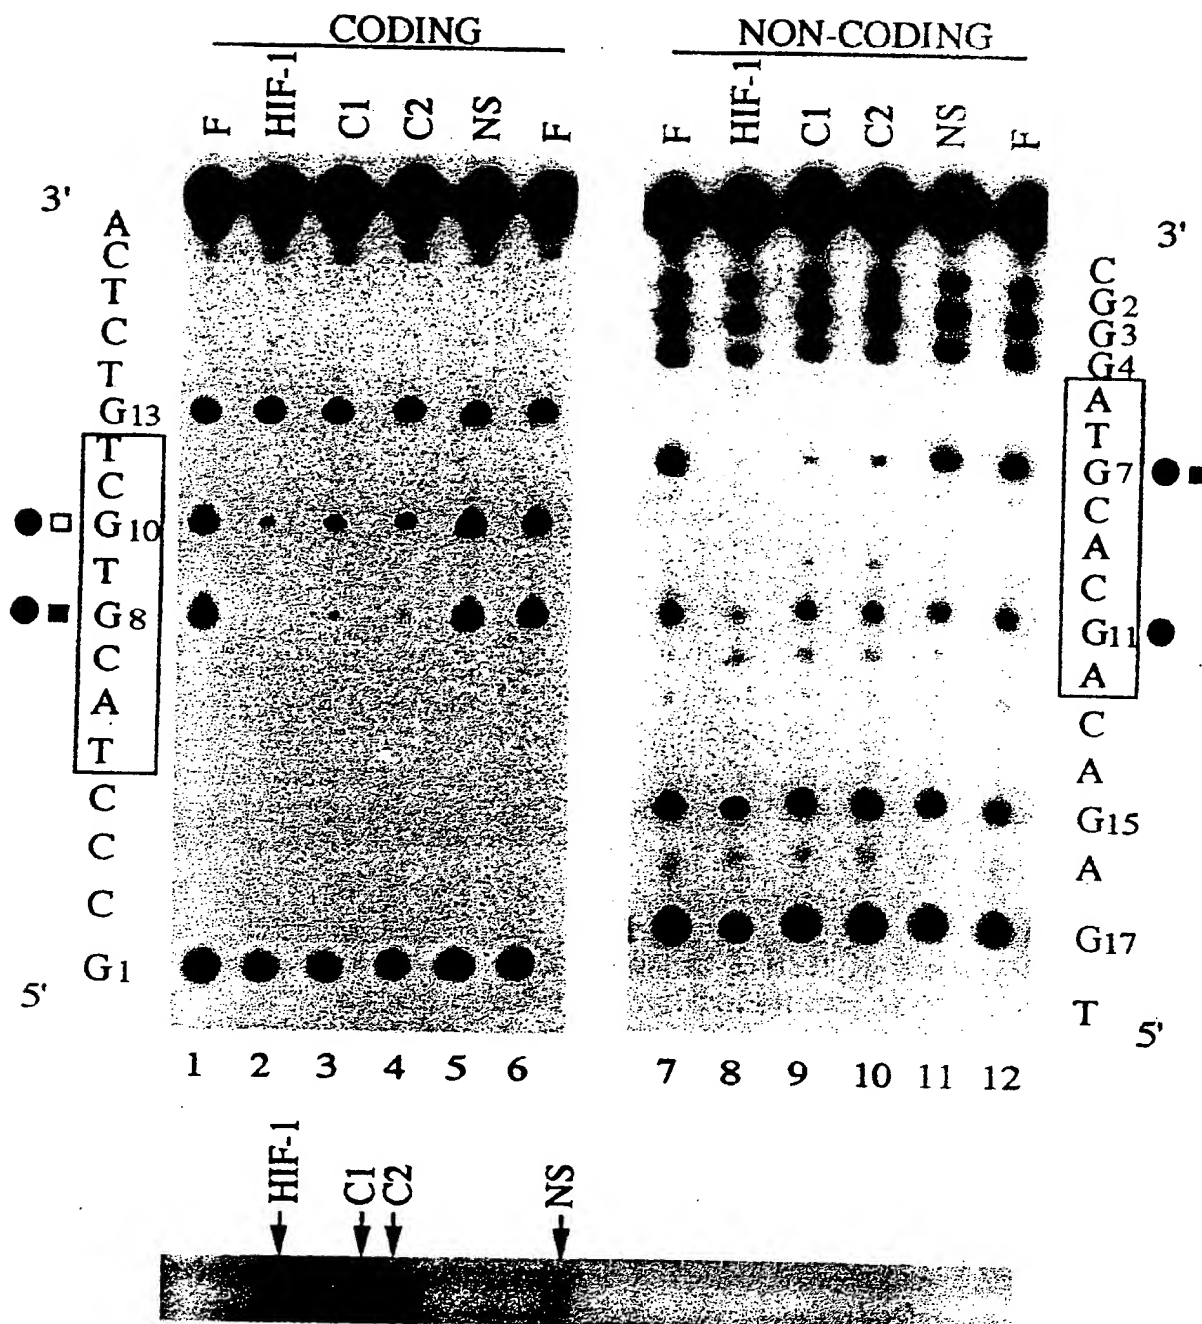 CODING
NON-CODING
F HIF-1 C1 C2 NS F
F HIF-1 C1 C2 NS F
3'
A
C
T
C
T
G13
T
C
G10
T
G8
C
A
T
C
C
C
G1
5'
3'
C
G2
G3
G4
A
T
G7
C
A
C
G11
A
C
A
G15
A
G17
T
5'
1 2 3 4 5 6
7 8 9 10 11 12
HIF-1 C1 C2 NS